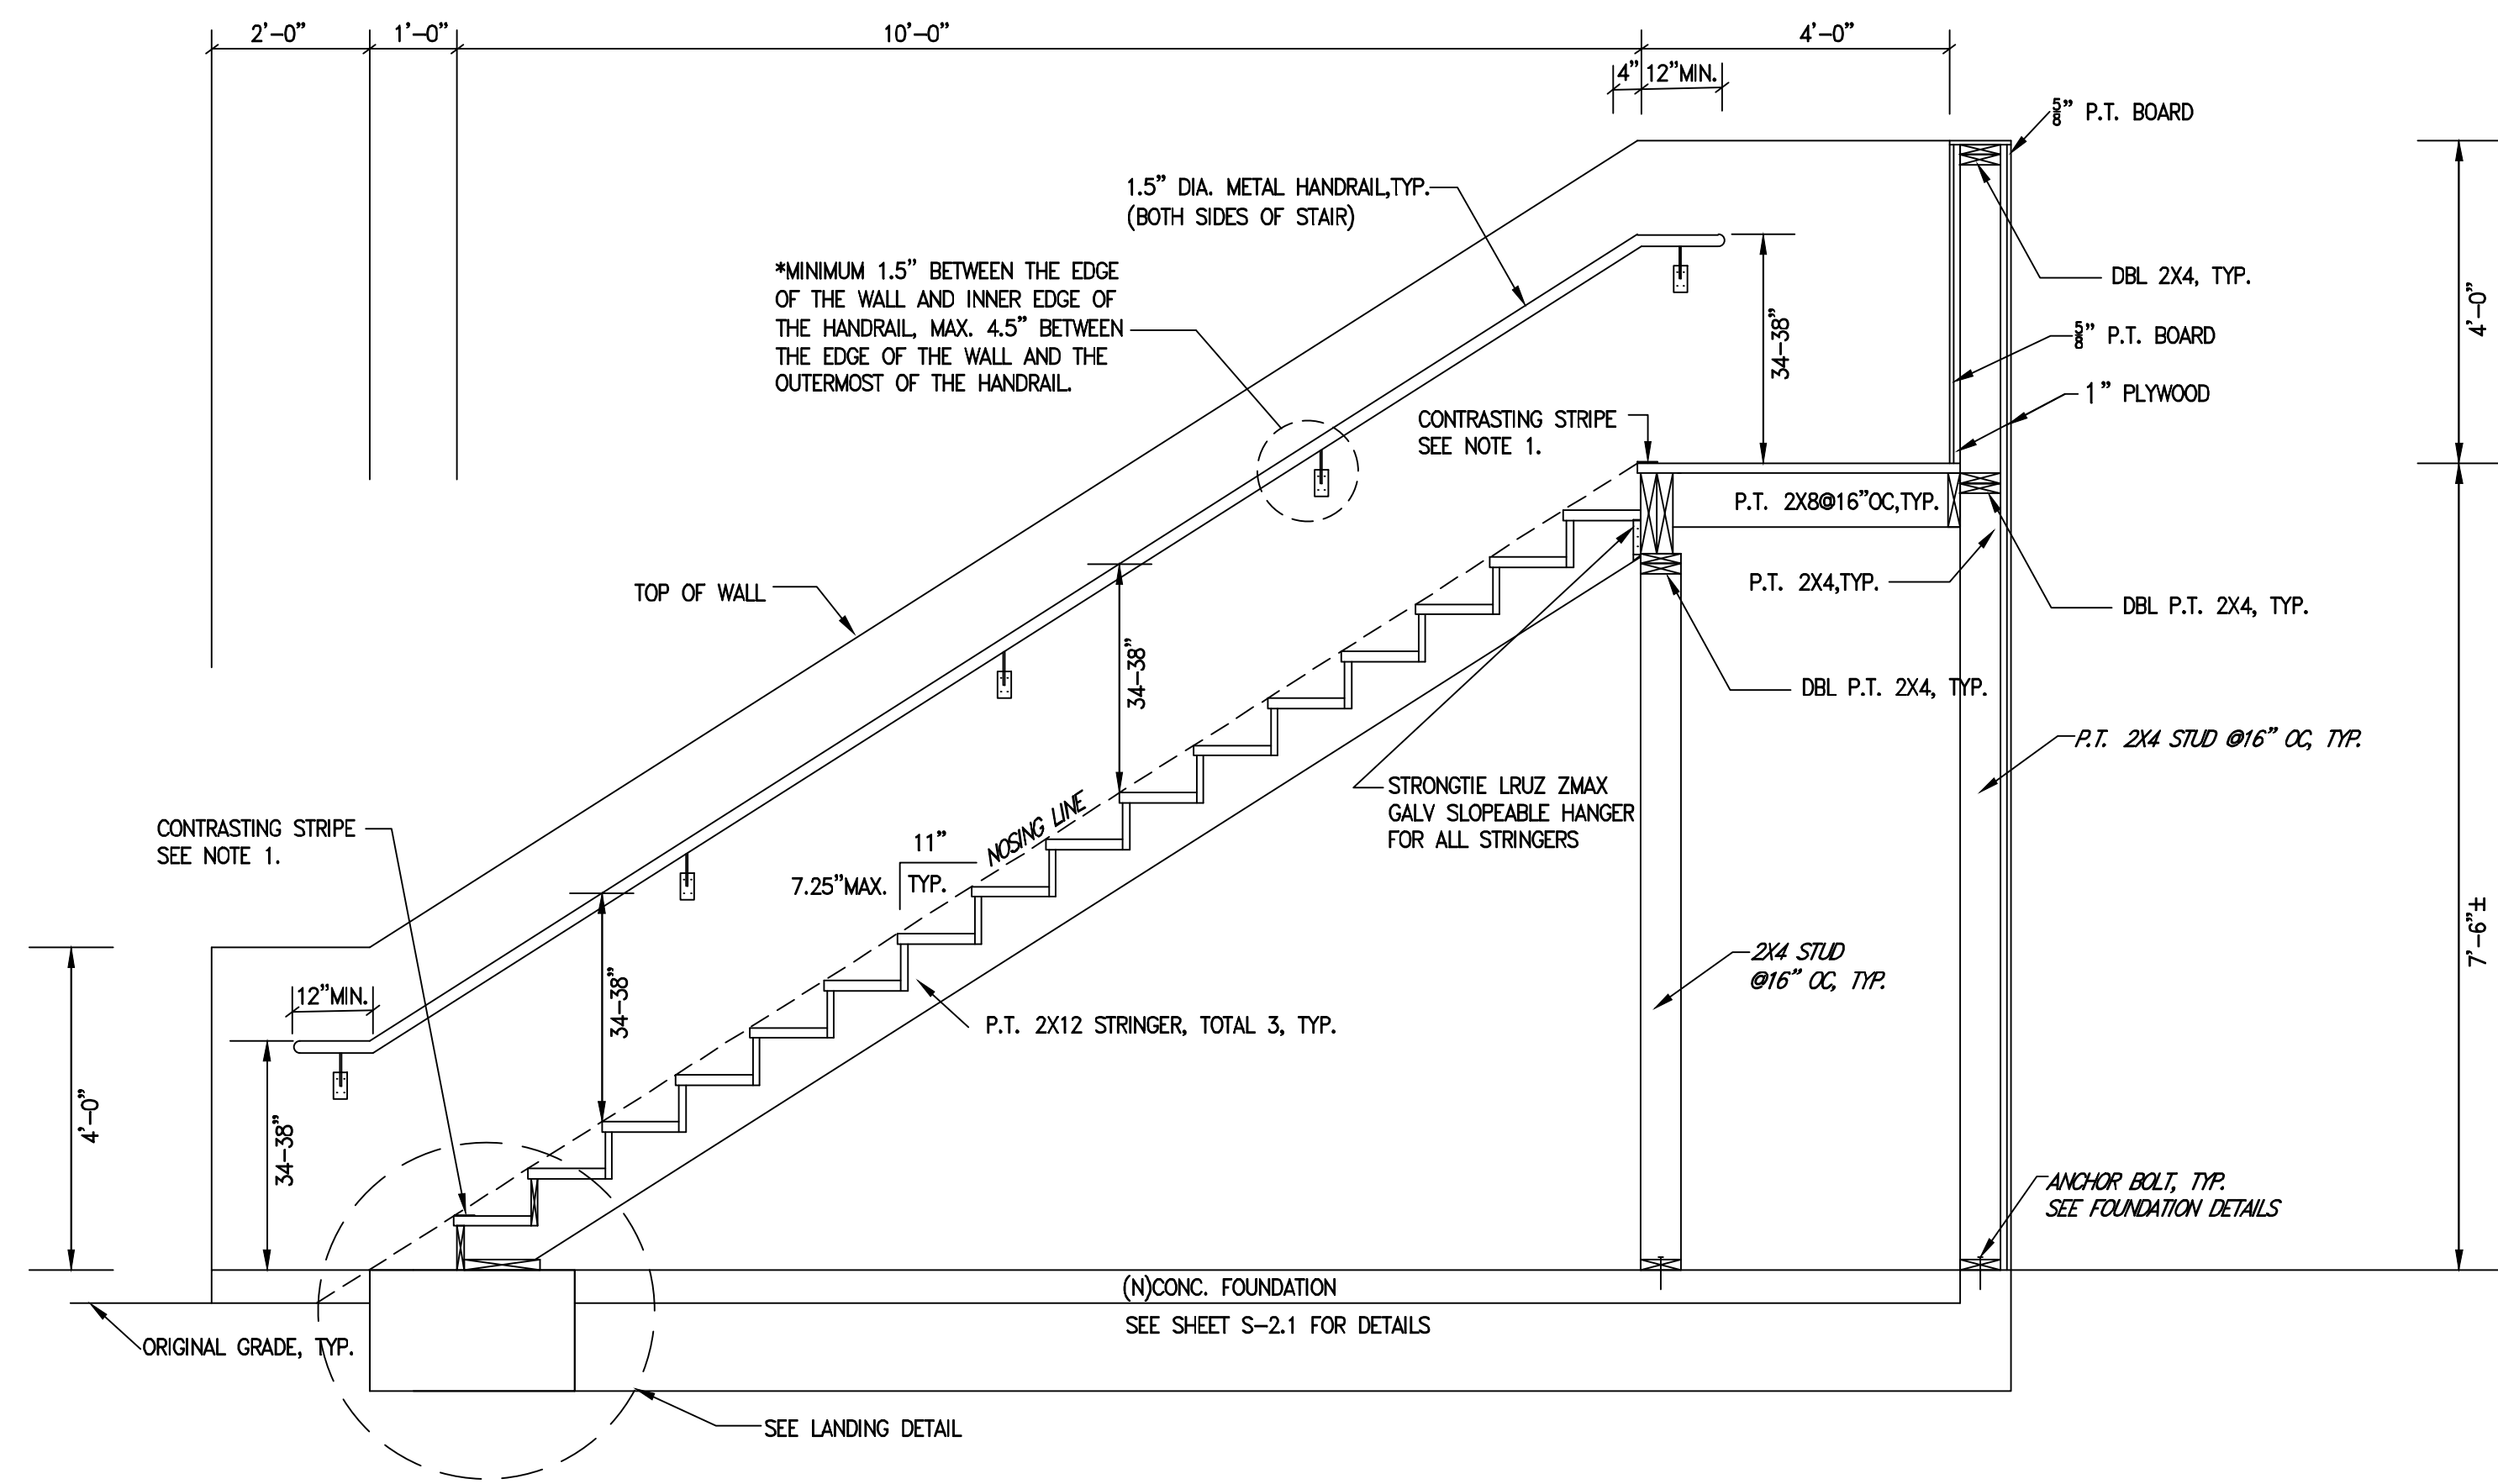 2'-0" 1'-0" 10'-0" 4'-0"
4" 12"MIN.
5/8" P.T. BOARD
1.5" DIA. METAL HANDRAIL,TYP.
(BOTH SIDES OF STAIR)
*MINIMUM 1.5" BETWEEN THE EDGE
OF THE WALL AND INNER EDGE OF
THE HANDRAIL, MAX. 4.5" BETWEEN
THE EDGE OF THE WALL AND THE
OUTERMOST OF THE HANDRAIL.
DBL 2X4, TYP.
4'-0"
34-38"
5/8" P.T. BOARD
1" PLYWOOD
CONTRASTING STRIPE
SEE NOTE 1.
P.T. 2X8@16"OC,TYP.
P.T. 2X4,TYP.
DBL P.T. 2X4, TYP.
TOP OF WALL
34-38"
DBL P.T. 2X4, TYP.
P.T. 2X4 STUD @16" OC, TYP.
STRONGTIE LRUZ ZMAX
GALV SLOPEABLE HANGER
FOR ALL STRINGERS
CONTRASTING STRIPE
SEE NOTE 1.
NOSING LINE
11"
7.25"MAX. TYP.
7'-6"±
2X4 STUD
@16" OC, TYP.
34-38"
12"MIN.
P.T. 2X12 STRINGER, TOTAL 3, TYP.
4'-0"
34-38"
ANCHOR BOLT, TYP.
SEE FOUNDATION DETAILS
(N)CONC. FOUNDATION
SEE SHEET S-2.1 FOR DETAILS
ORIGINAL GRADE, TYP.
SEE LANDING DETAIL